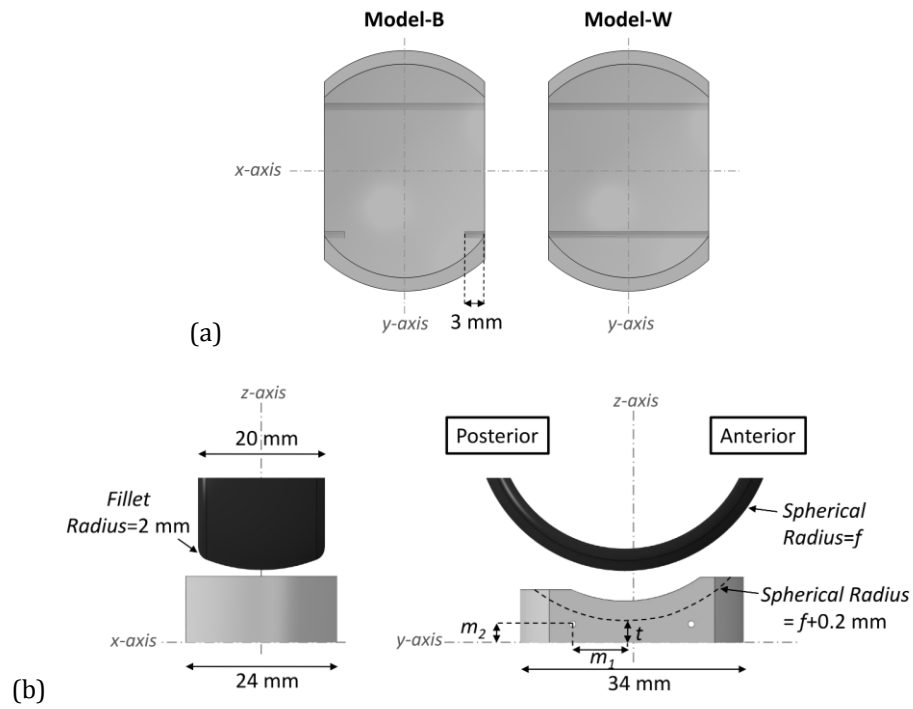 Model-B
Model-W
x-axis
3 mm
y-axis
y-axis
(a)
z-axis
20 mm
Fillet
Radius=2 mm
x-axis
24 mm
z-axis
Posterior
Anterior
Spherical
Radius=f
Spherical Radius
= f+0.2 mm
m₂
t
y-axis
m₁
34 mm
(b)